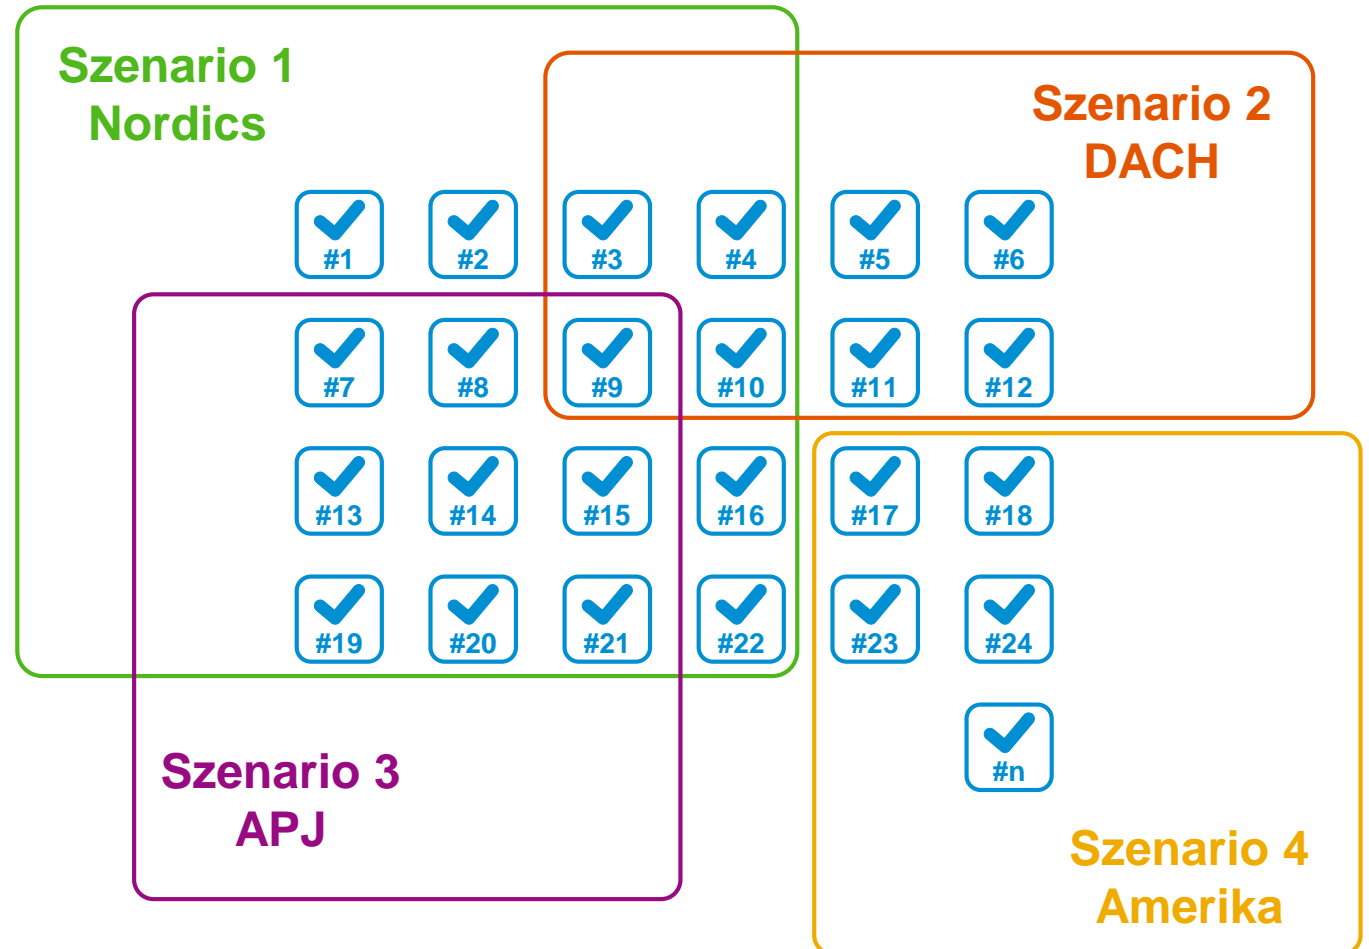 Szenario 1
Nordics
Szenario 2
DACH
#1 #2 #3 #4 #5 #6
#7 #8 #9 #10 #11 #12
#13 #14 #15 #16 #17 #18
#19 #20 #21 #22 #23 #24
#n
Szenario 3
APJ
Szenario 4
Amerika